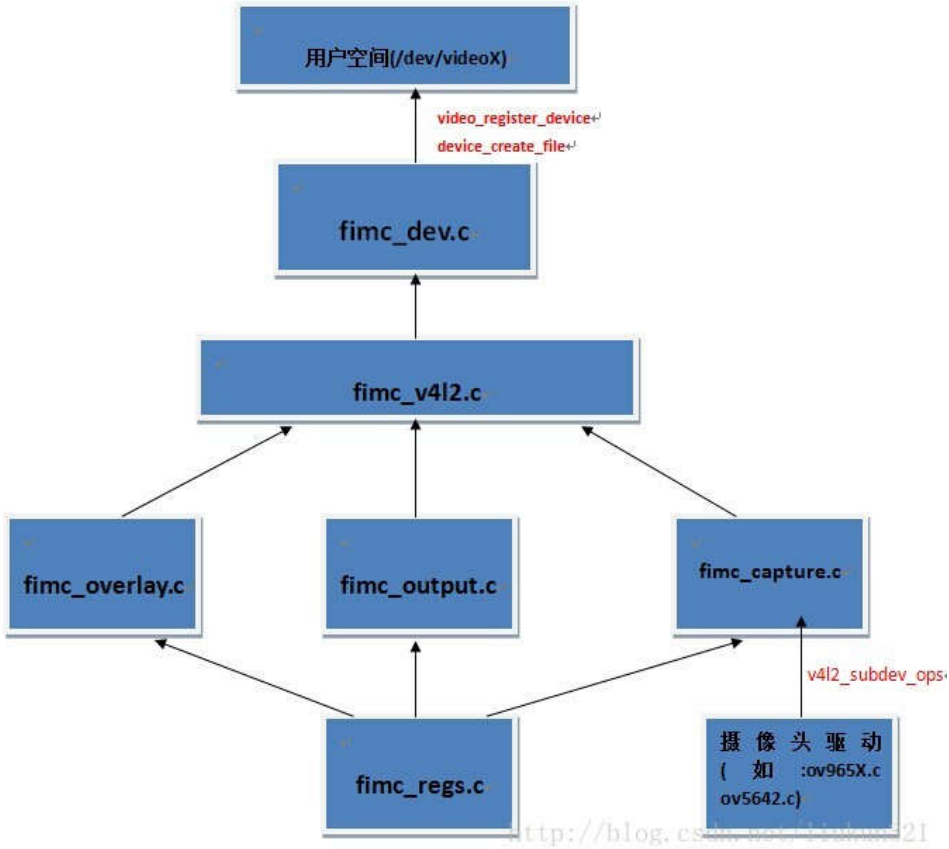 用户空间(/dev/videoX)
video_register_device
device_create_file
fimc_dev.c
fimc_v4l2.c
fimc_overlay.c
fimc_output.c
fimc_capture.c
v4l2_subdev_ops
fimc_regs.c
摄像头驱动
(如:ov965X.c
ov5642.c)
http://blog.csdn.net/